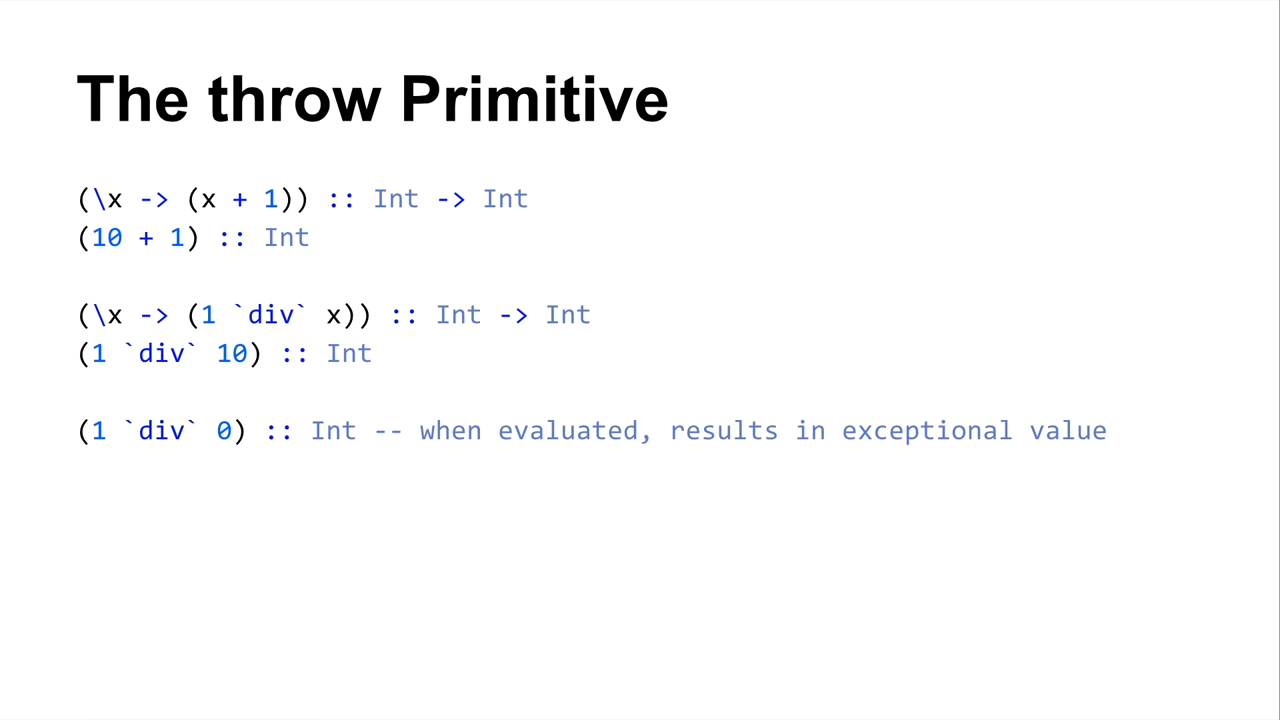 The throw Primitive
(\x -> (x + 1)) :: Int -> Int
(10 + 1) :: Int
(\x -> (1 `div` x)) :: Int -> Int
(1 `div` 10) :: Int
(1 `div` 0) :: Int -- when evaluated, results in exceptional value